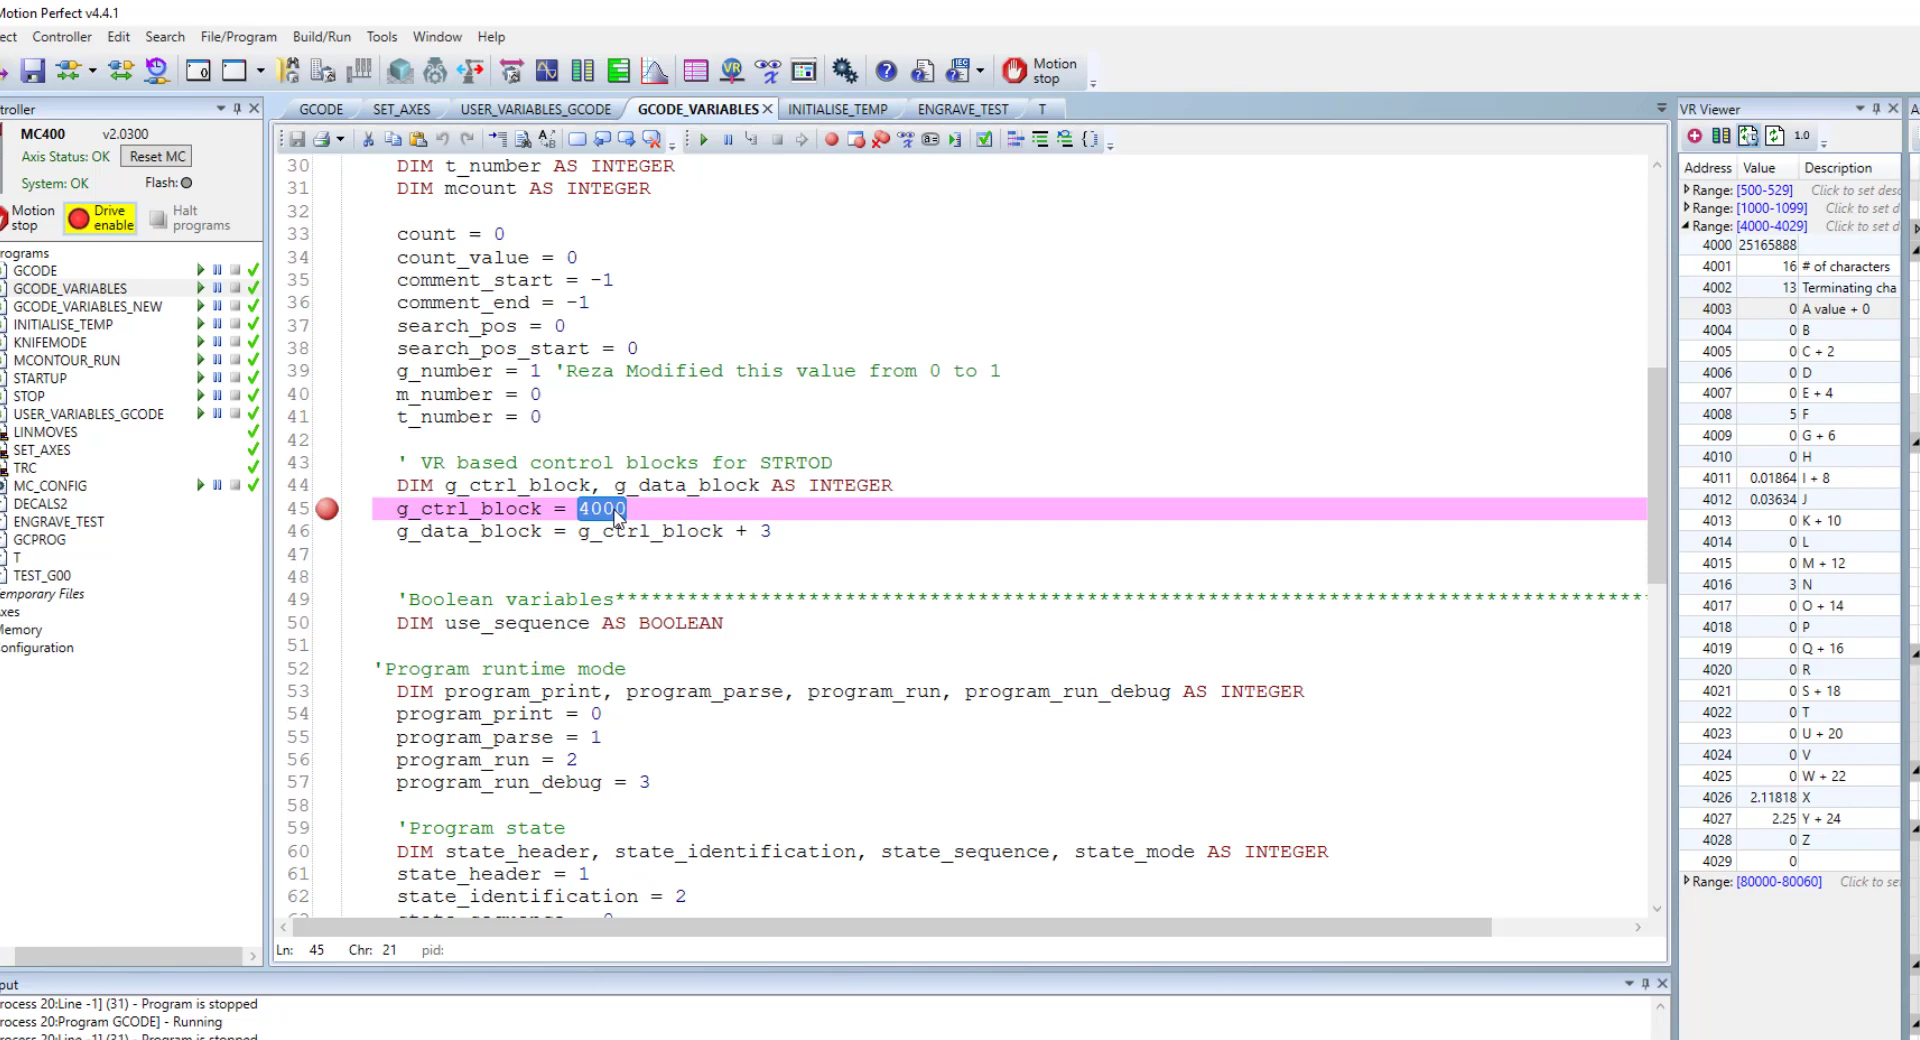 Motion Perfect v4.4.1
ect Controller Edit Search File/Program Build/Run Tools Window Help
Motion stop
ntroller
MC400 v2.0300
Axis Status: OK Reset MC
System: OK Flash:
Motion stop Drive enable Halt programs
rograms
GCODE
GCODE_VARIABLES
GCODE_VARIABLES_NEW
INITIALISE_TEMP
KNIFEMODE
MCONTOUR_RUN
STARTUP
STOP
USER_VARIABLES_GCODE
LINMOVES
SET_AXES
TRC
MC_CONFIG
DECALS2
ENGRAVE_TEST
GCPROG
T
TEST_G00
emporary Files
xes
Memory
onfiguration
GCODE SET_AXES USER_VARIABLES_GCODE GCODE_VARIABLES INITIALISE_TEMP ENGRAVE_TEST T
30 DIM t_number AS INTEGER
31 DIM mcount AS INTEGER
32
33 count = 0
34 count_value = 0
35 comment_start = -1
36 comment_end = -1
37 search_pos = 0
38 search_pos_start = 0
39 g_number = 1 'Reza Modified this value from 0 to 1
40 m_number = 0
41 t_number = 0
42
43 ' VR based control blocks for STRTOD
44 DIM g_ctrl_block, g_data_block AS INTEGER
45 g_ctrl_block = 4000
46 g_data_block = g_ctrl_block + 3
47
48
49 'Boolean variables**************************************************************************************
50 DIM use_sequence AS BOOLEAN
51
52 'Program runtime mode
53 DIM program_print, program_parse, program_run, program_run_debug AS INTEGER
54 program_print = 0
55 program_parse = 1
56 program_run = 2
57 program_run_debug = 3
58
59 'Program state
60 DIM state_header, state_identification, state_sequence, state_mode AS INTEGER
61 state_header = 1
62 state_identification = 2
Ln: 45 Chr: 21 pid:
VR Viewer
1.0
Address Value Description
Range: [500-529] Click to set desc
Range: [1000-1099] Click to set d
Range: [4000-4029] Click to set d
4000 25165888
4001 16 # of characters
4002 13 Terminating cha
4003 0 A value + 0
4004 0 B
4005 0 C + 2
4006 0 D
4007 0 E + 4
4008 5 F
4009 0 G + 6
4010 0 H
4011 0.01864 I + 8
4012 0.03634 J
4013 0 K + 10
4014 0 L
4015 0 M + 12
4016 3 N
4017 0 O + 14
4018 0 P
4019 0 Q + 16
4020 0 R
4021 0 S + 18
4022 0 T
4023 0 U + 20
4024 0 V
4025 0 W + 22
4026 2.11818 X
4027 2.25 Y + 24
4028 0 Z
4029 0
Range: [80000-80060] Click to se
put
rocess 20:Line -1] (31) - Program is stopped
rocess 20:Program GCODE] - Running
rocess 20:Line -1] (31) - Program is stopped